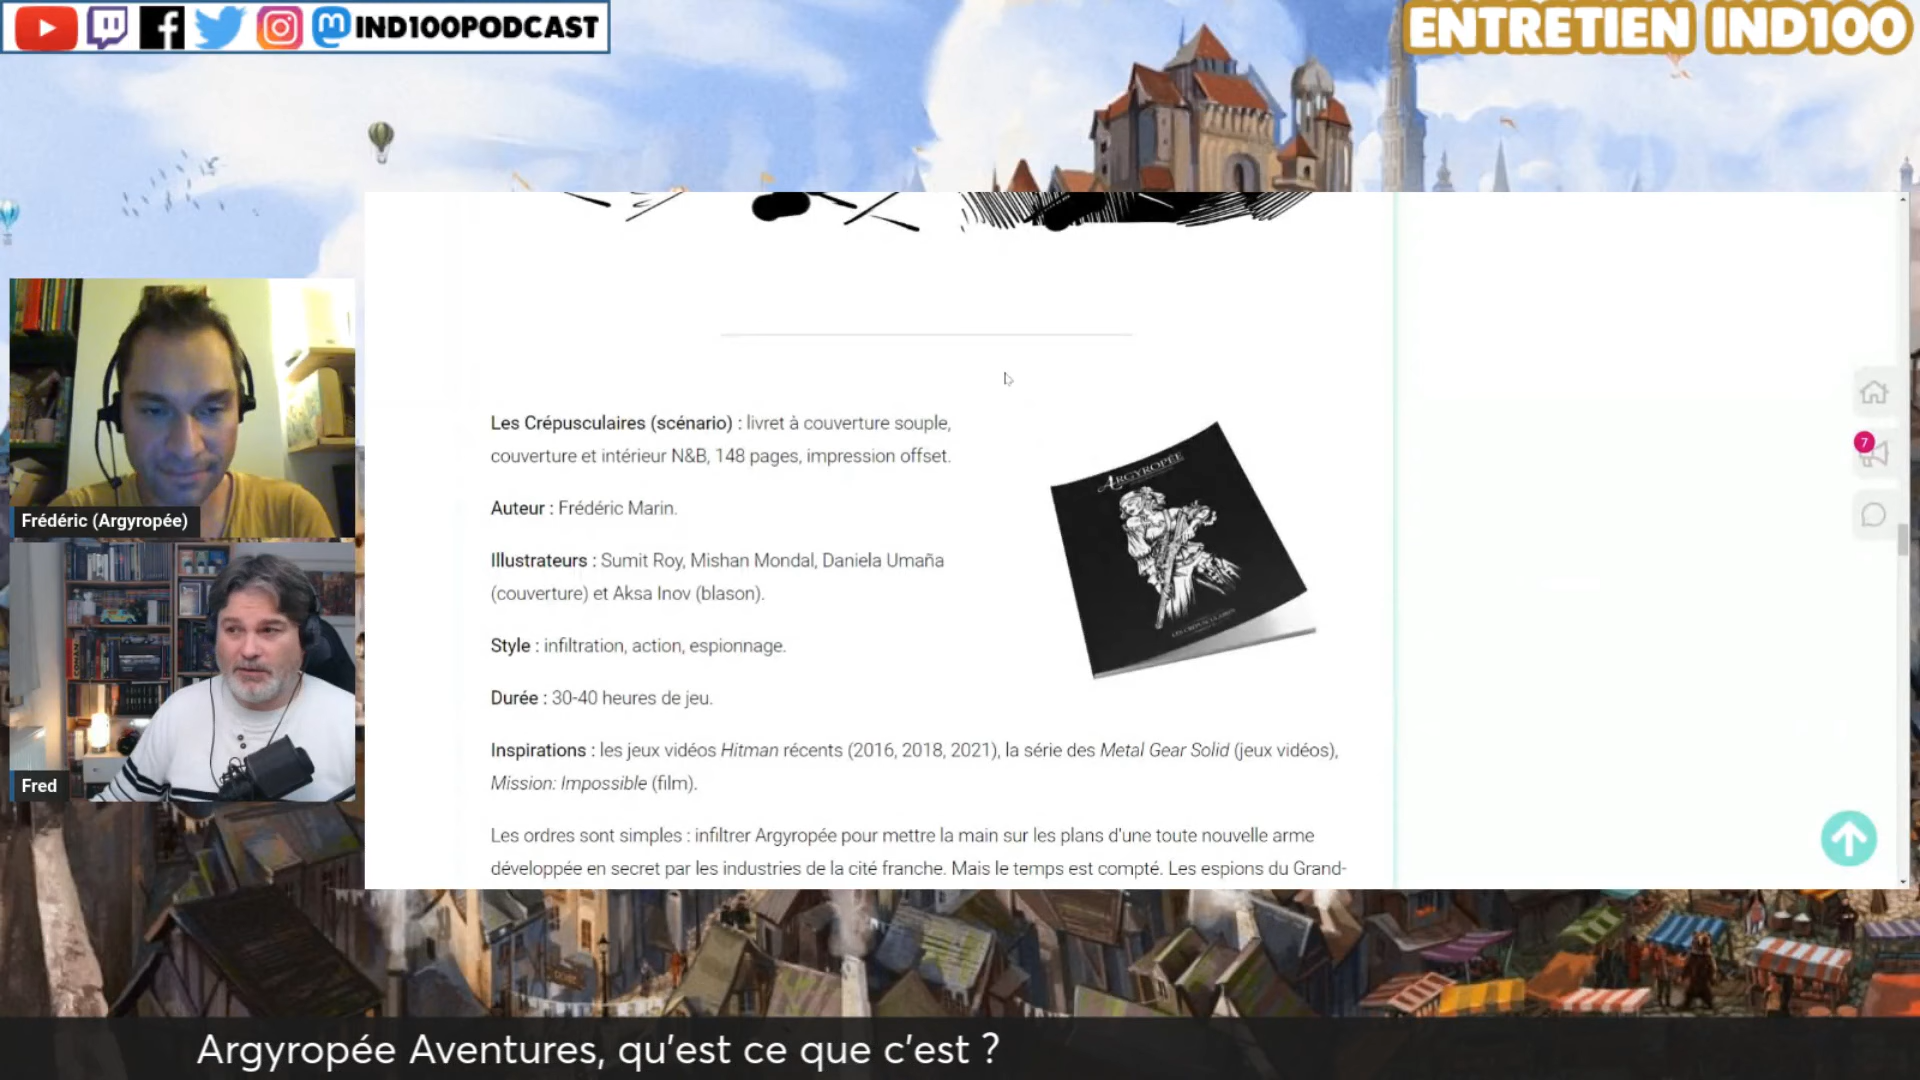 IND100PODCAST
ENTRETIEN IND100
Les Crépusculaires (scénario) : livret à couverture souple,
couverture et intérieur N&B, 148 pages, impression offset.
Auteur : Frédéric Marin.
Illustrateurs : Sumit Roy, Mishan Mondal, Daniela Umaña
(couverture) et Aksa Inov (blason).
Style : infiltration, action, espionnage.
Durée : 30-40 heures de jeu.
Inspirations : les jeux vidéos Hitman récents (2016, 2018, 2021), la série des Metal Gear Solid (jeux vidéos),
Mission: Impossible (film).
Les ordres sont simples : infiltrer Argyropée pour mettre la main sur les plans d'une toute nouvelle arme
développée en secret par les industries de la cité franche. Mais le temps est compté. Les espions du Grand-
ARGYROPÉE
LES CRÉPUSCULAIRES
7
Frédéric (Argyropée)
Fred
Argyropée Aventures, qu'est ce que c'est ?